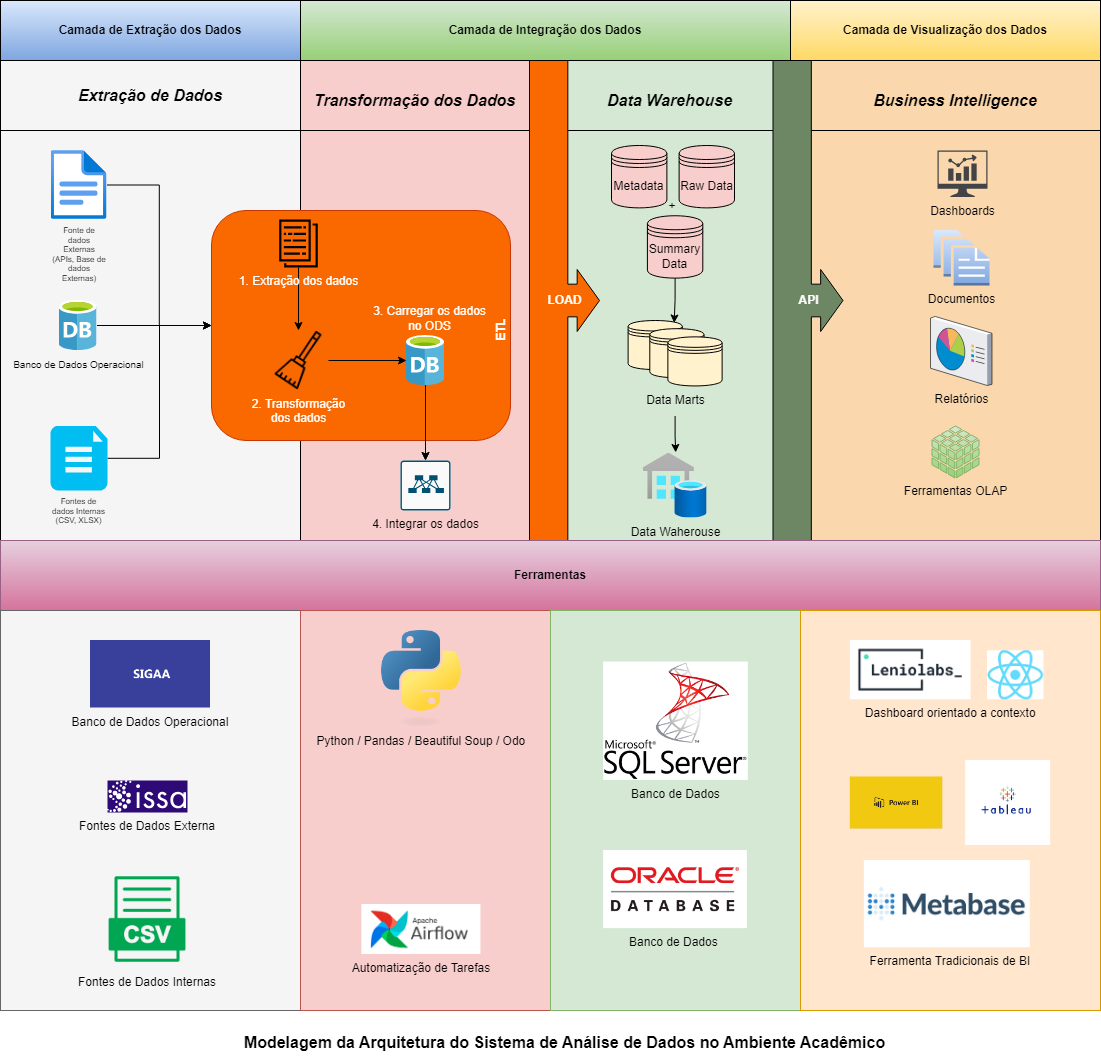 Camada de Extração dos Dados
Camada de Integração dos Dados
Camada de Visualização dos Dados
Extração de Dados
Transformação dos Dados
Data Warehouse
Business Intelligence
Fonte de
dados
Externas
(APIs, Base de
dados
Externas)
DB
Banco de Dados Operacional
Fontes de
dados Internas
(CSV, XLSX)
1. Extração dos dados
2. Transformação
dos dados
3. Carregar os dados
no ODS
DB
ETL
4. Integrar os dados
LOAD
Metadata
Raw Data
+
Summary
Data
Data Marts
Data Waherouse
API
Dashboards
Documentos
Relatórios
Ferramentas OLAP
Ferramentas
SIGAA
Banco de Dados Operacional
issa
Fontes de Dados Externa
CSV
Fontes de Dados Internas
Python / Pandas / Beautiful Soup / Odo
Apache
Airflow
Automatização de Tarefas
Microsoft®
SQL Server®
Banco de Dados
ORACLE®
DATABASE
Banco de Dados
Leniolabs_
Dashboard orientado a contexto
Power BI
+ableau
Metabase
Ferramenta Tradicionais de BI
Modelagem da Arquitetura do Sistema de Análise de Dados no Ambiente Acadêmico